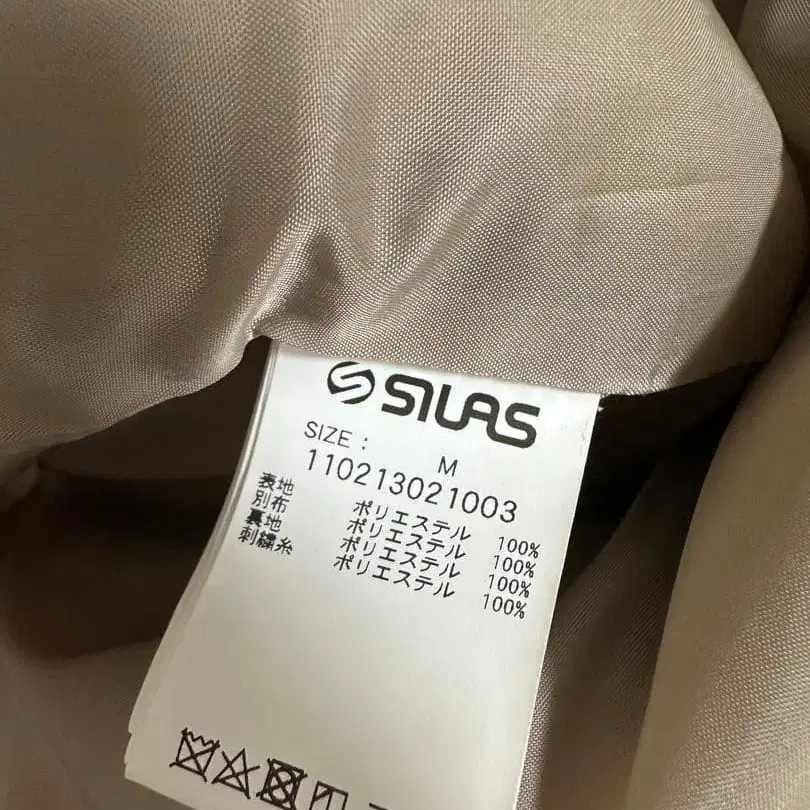 SILAS
SIZE : M
110213021003
表地 ポリエステル 100%
別布 ポリエステル 100%
裏地 ポリエステル 100%
刺繍糸 ポリエステル 100%